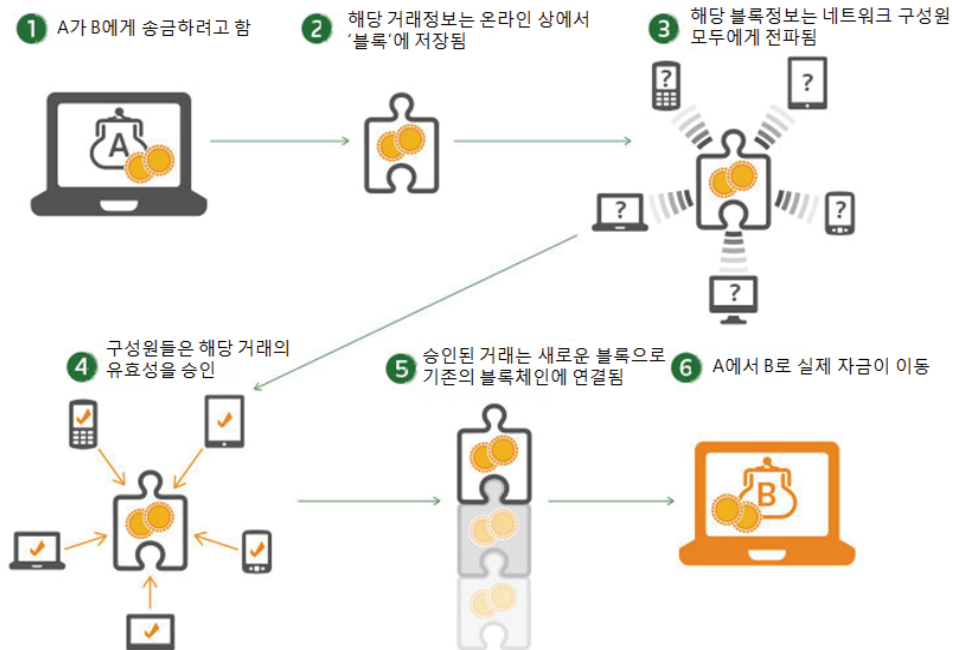 1 A가 B에게 송금하려고 함
2 해당 거래정보는 온라인 상에서
'블록'에 저장됨
3 해당 블록정보는 네트워크 구성원
모두에게 전파됨
A
?
?
?
?
?
4 구성원들은 해당 거래의
유효성을 승인
5 승인된 거래는 새로운 블록으로
기존의 블록체인에 연결됨
6 A에서 B로 실제 자금이 이동
B